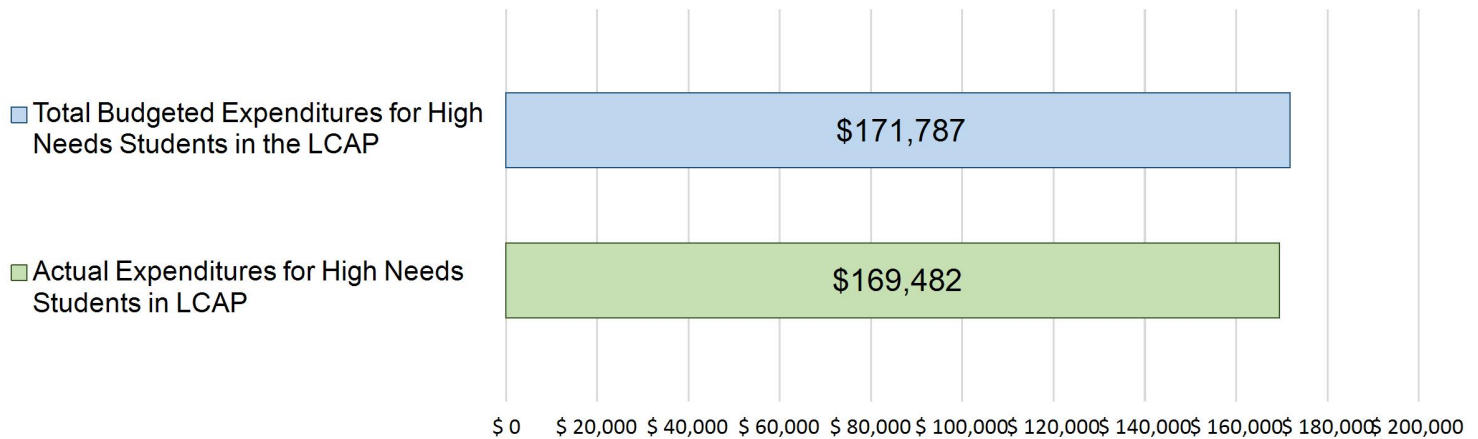 Total Budgeted Expenditures for High
Needs Students in the LCAP
$171,787
Actual Expenditures for High Needs
Students in LCAP
$169,482
$ 0 $ 20,000 $ 40,000 $ 60,000 $ 80,000 $ 100,000 $ 120,000 $ 140,000 $ 160,000 $ 180,000 $ 200,000